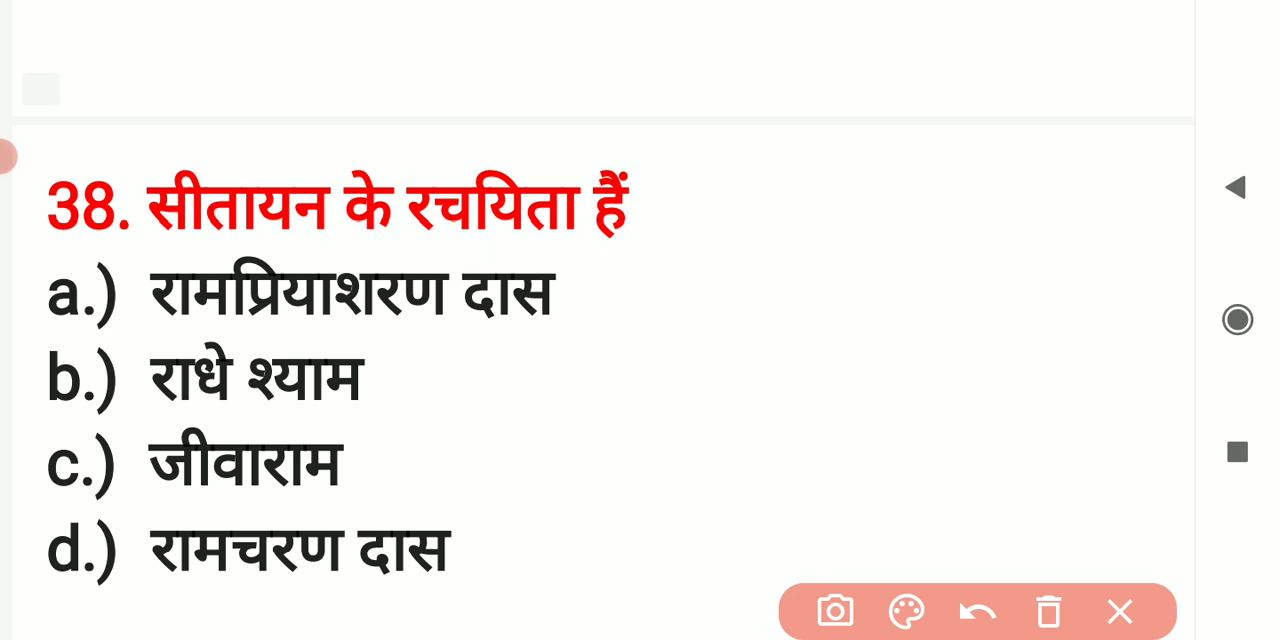 38. सीतायन के रचयिता हैं
a.) रामप्रियाशरण दास
b.) राधे श्याम
c.) जीवाराम
d.) रामचरण दास